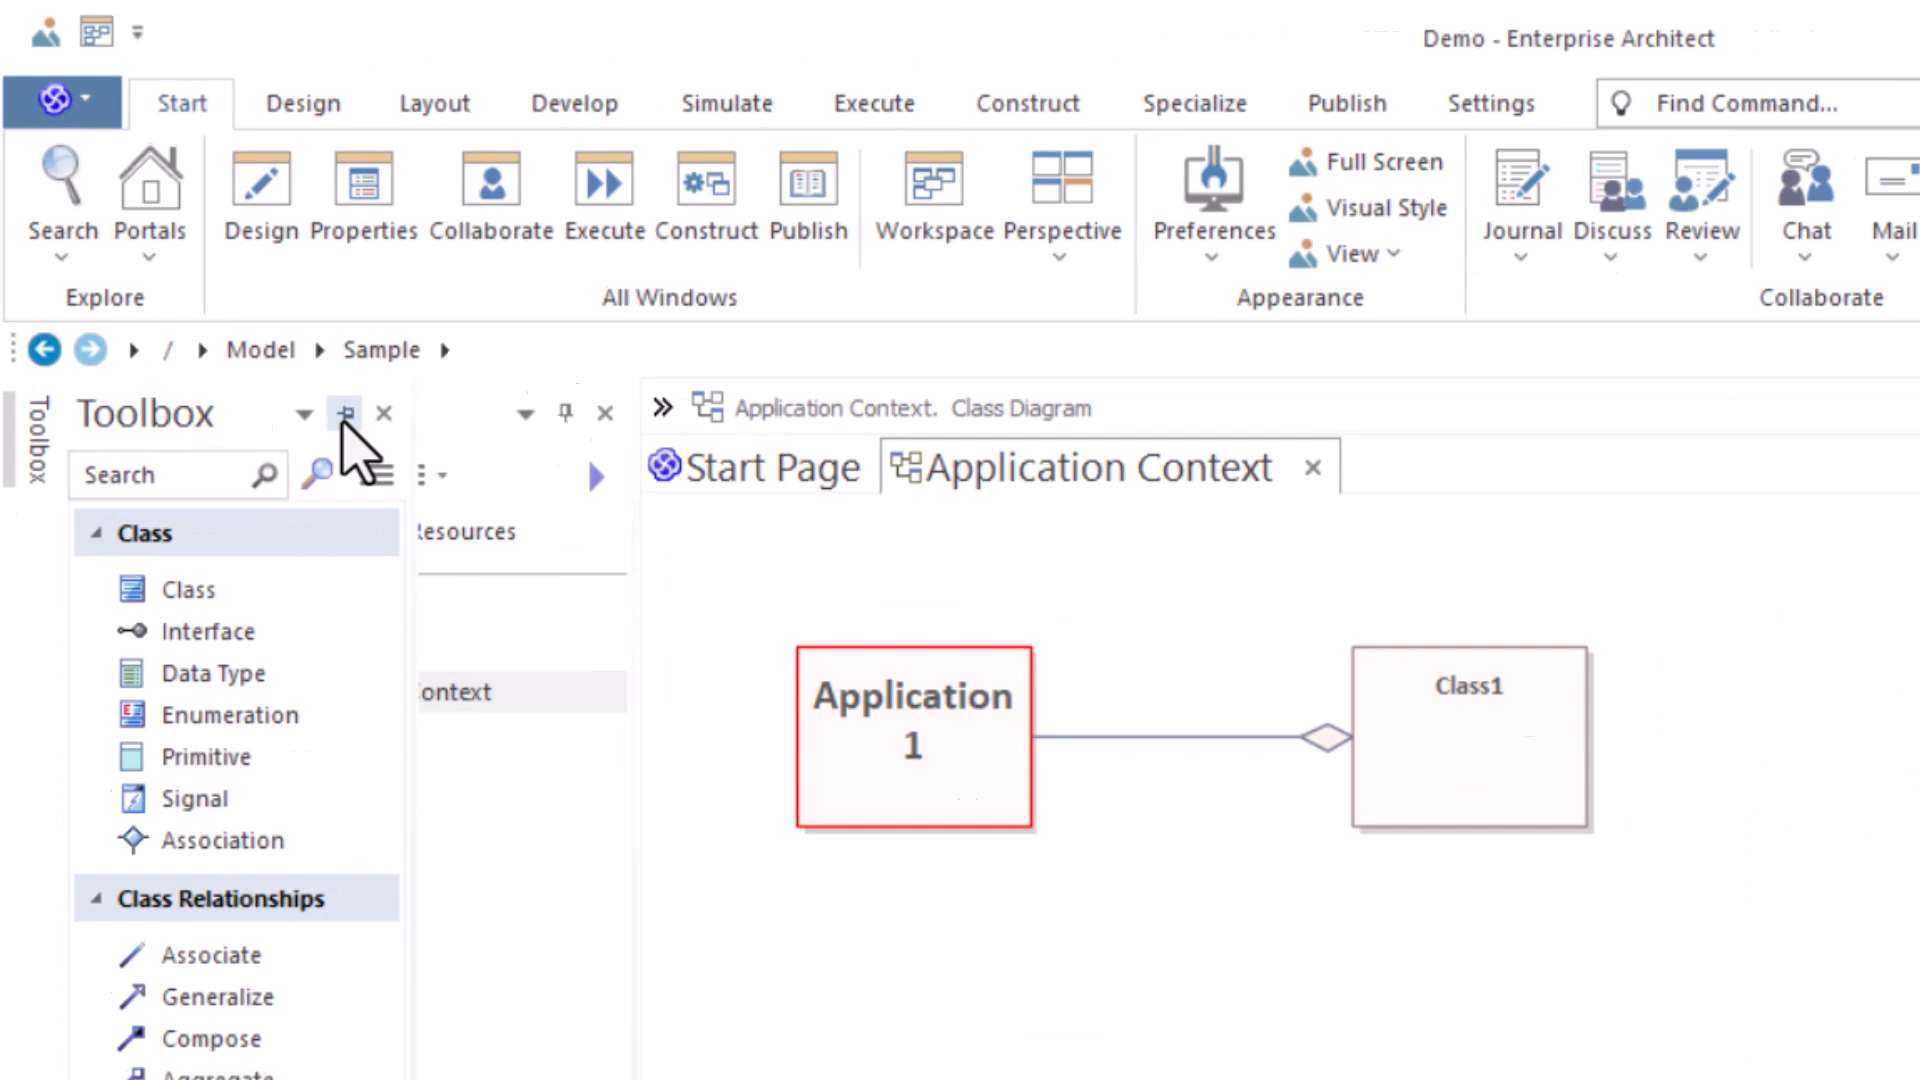 Demo - Enterprise Architect
Start Design Layout Develop Simulate Execute Construct Specialize Publish Settings Find Command...
Search Portals Design Properties Collaborate Execute Construct Publish Workspace Perspective Preferences Full Screen Visual Style View Journal Discuss Review Chat Mail
Explore All Windows Appearance Collaborate
/ Model Sample
Toolbox
Toolbox
Search
Class
Class
Interface
Data Type
Enumeration
Primitive
Signal
Association
Class Relationships
Associate
Generalize
Compose
Aggregate
esources
ontext
Application Context. Class Diagram
Start Page Application Context
Application
1
Class1